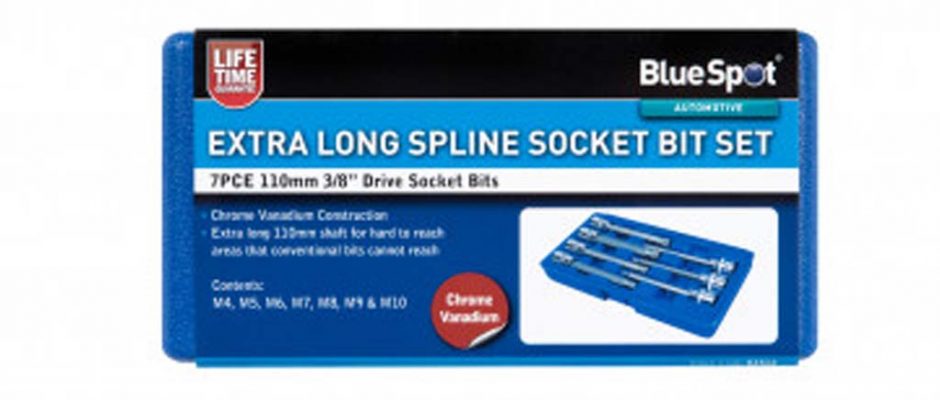 LIFE
TIME
GUARANTEE
BlueSpot®
AUTOMOTIVE
EXTRA LONG SPLINE SOCKET BIT SET
7PCE 110mm 3/8" Drive Socket Bits
• Chrome Vanadium Construction
• Extra long 110mm shaft for hard to reach
areas that conventional bits cannot reach
Contents:
M4, M5, M6, M7, M8, M9 & M10
Chrome
Vanadium